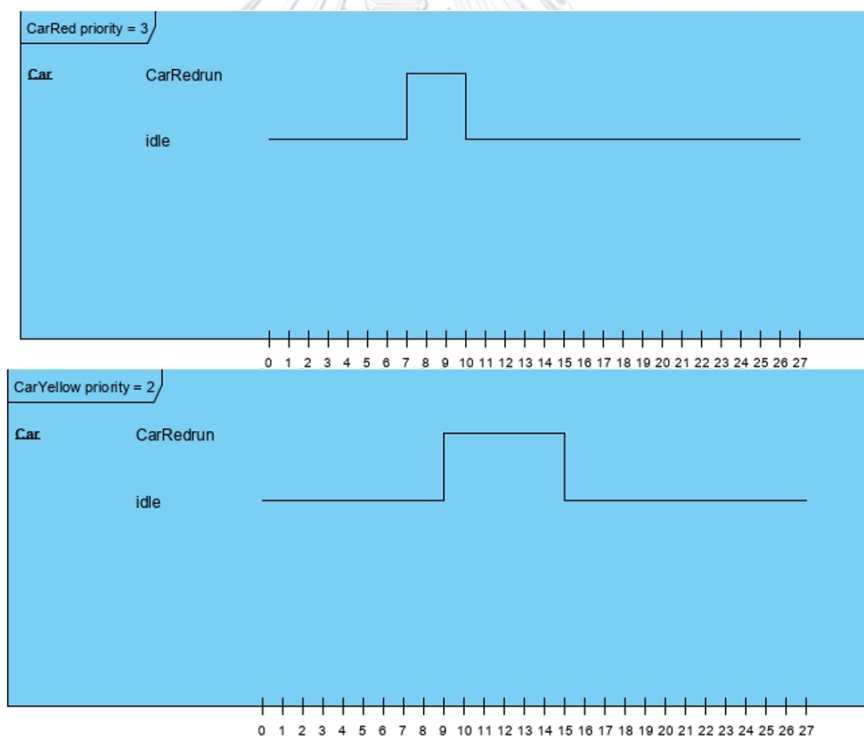 CarRed priority = 3
Car
CarRedrun
idle
0 1 2 3 4 5 6 7 8 9 10 11 12 13 14 15 16 17 18 19 20 21 22 23 24 25 26 27
CarYellow priority = 2
Car
CarRedrun
idle
0 1 2 3 4 5 6 7 8 9 10 11 12 13 14 15 16 17 18 19 20 21 22 23 24 25 26 27